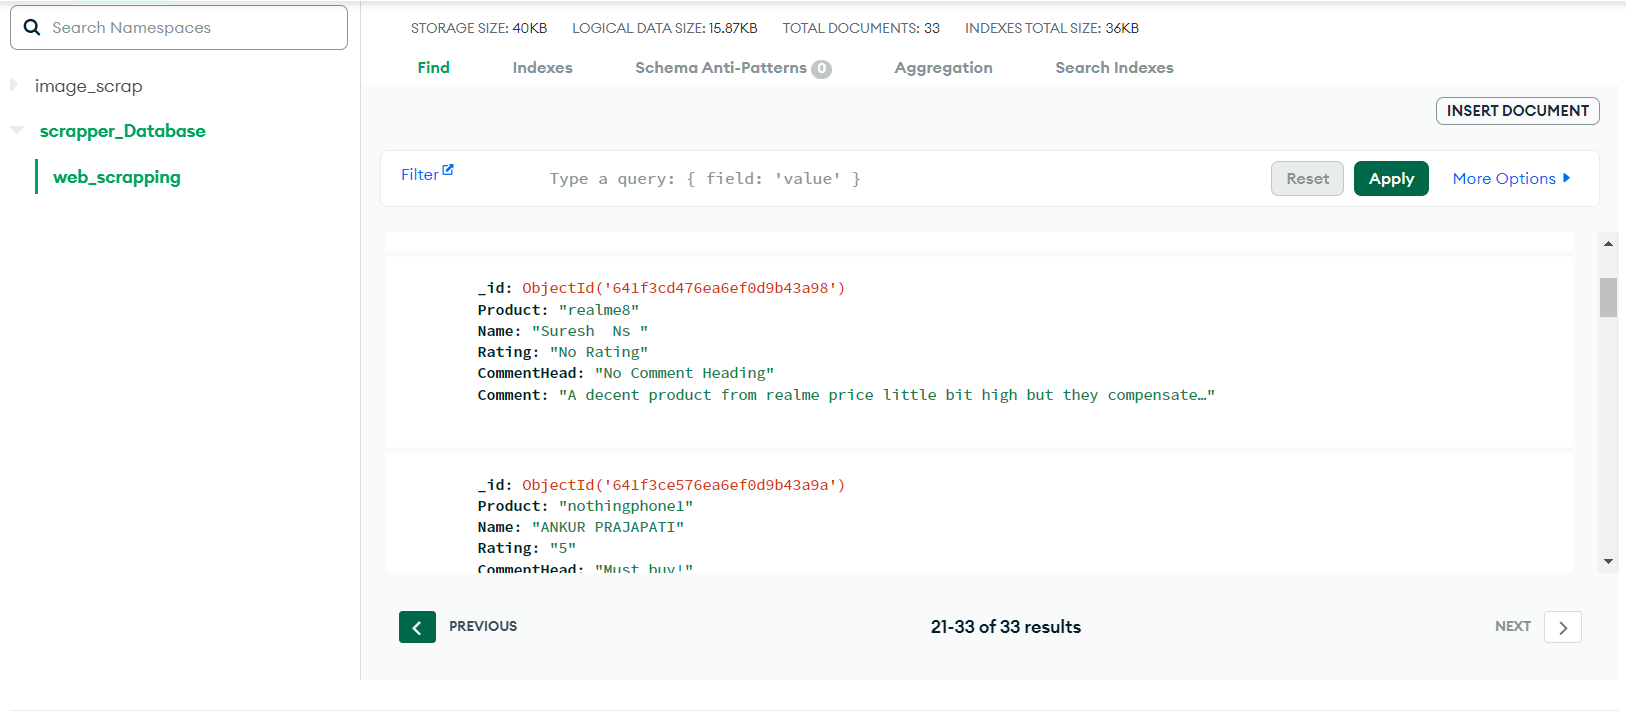 Search Namespaces
image_scrap
scrapper_Database
web_scrapping
STORAGE SIZE: 40KB LOGICAL DATA SIZE: 15.87KB TOTAL DOCUMENTS: 33 INDEXES TOTAL SIZE: 36KB
Find Indexes Schema Anti-Patterns 0 Aggregation Search Indexes
INSERT DOCUMENT
Filter Type a query: { field: 'value' } Reset Apply More Options
_id: ObjectId('641f3cd476ea6ef0d9b43a98')
Product: "realme8"
Name: "Suresh  Ns "
Rating: "No Rating"
CommentHead: "No Comment Heading"
Comment: "A decent product from realme price little bit high but they compensate…"
_id: ObjectId('641f3ce576ea6ef0d9b43a9a')
Product: "nothingphone1"
Name: "ANKUR PRAJAPATI"
Rating: "5"
CommentHead: "Must buy!"
PREVIOUS 21-33 of 33 results NEXT